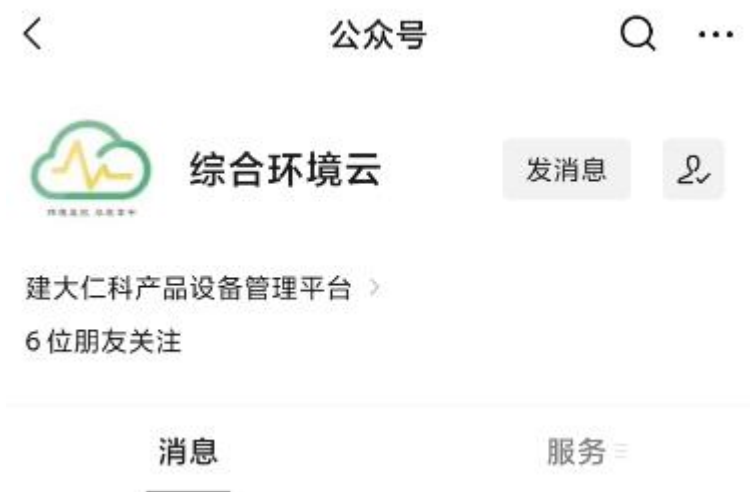 公众号
综合环境云
发消息
建大仁科产品设备管理平台
6位朋友关注
消息
服务